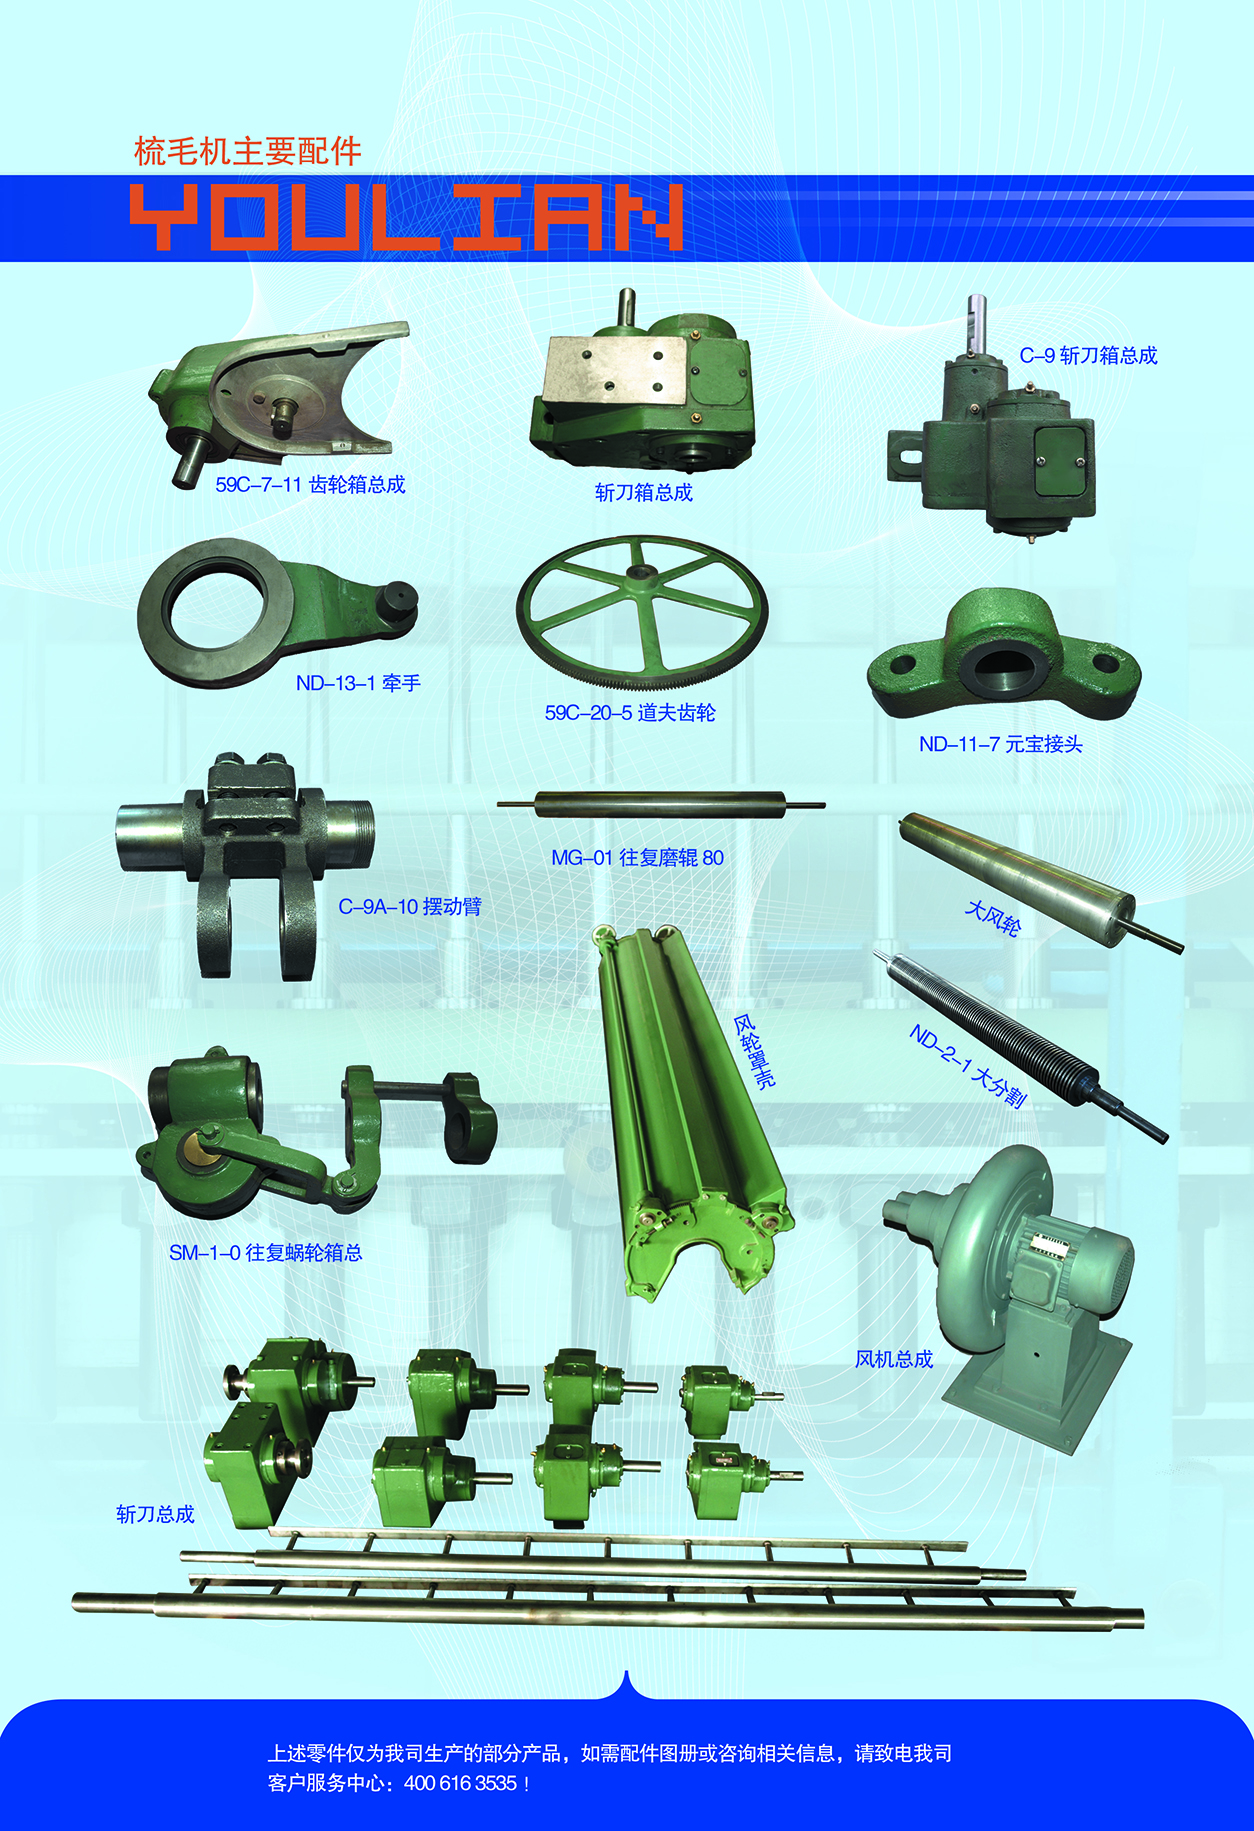 梳毛机主要配件
YOULIAN
C-9 斩刀箱总成
59C-7-11 齿轮箱总成
斩刀箱总成
ND-13-1 牵手
59C-20-5 道夫齿轮
ND-11-7 元宝接头
MG-01 往复磨辊 80
C-9A-10 摆动臂
大风轮
风轮罩壳
ND-2-1 大分割
SM-1-0 往复蜗轮箱总
风机总成
斩刀总成
上述零件仅为我司生产的部分产品，如需配件图册或咨询相关信息，请致电我司
客户服务中心：400 616 3535！